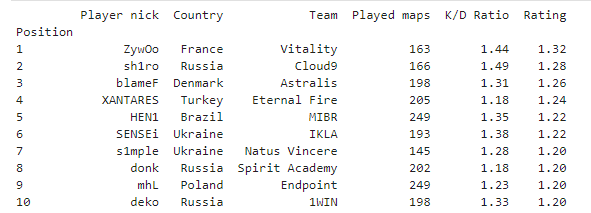 Player nick Country Team Played maps K/D Ratio Rating
Position
1 ZywOo France Vitality 163 1.44 1.32
2 sh1ro Russia Cloud9 166 1.49 1.28
3 blameF Denmark Astralis 198 1.31 1.26
4 XANTARES Turkey Eternal Fire 205 1.18 1.24
5 HEN1 Brazil MIBR 249 1.35 1.22
6 SENSEi Ukraine IKLA 193 1.38 1.22
7 s1mple Ukraine Natus Vincere 145 1.28 1.20
8 donk Russia Spirit Academy 202 1.18 1.20
9 mhL Poland Endpoint 249 1.23 1.20
10 deko Russia 1WIN 198 1.33 1.20